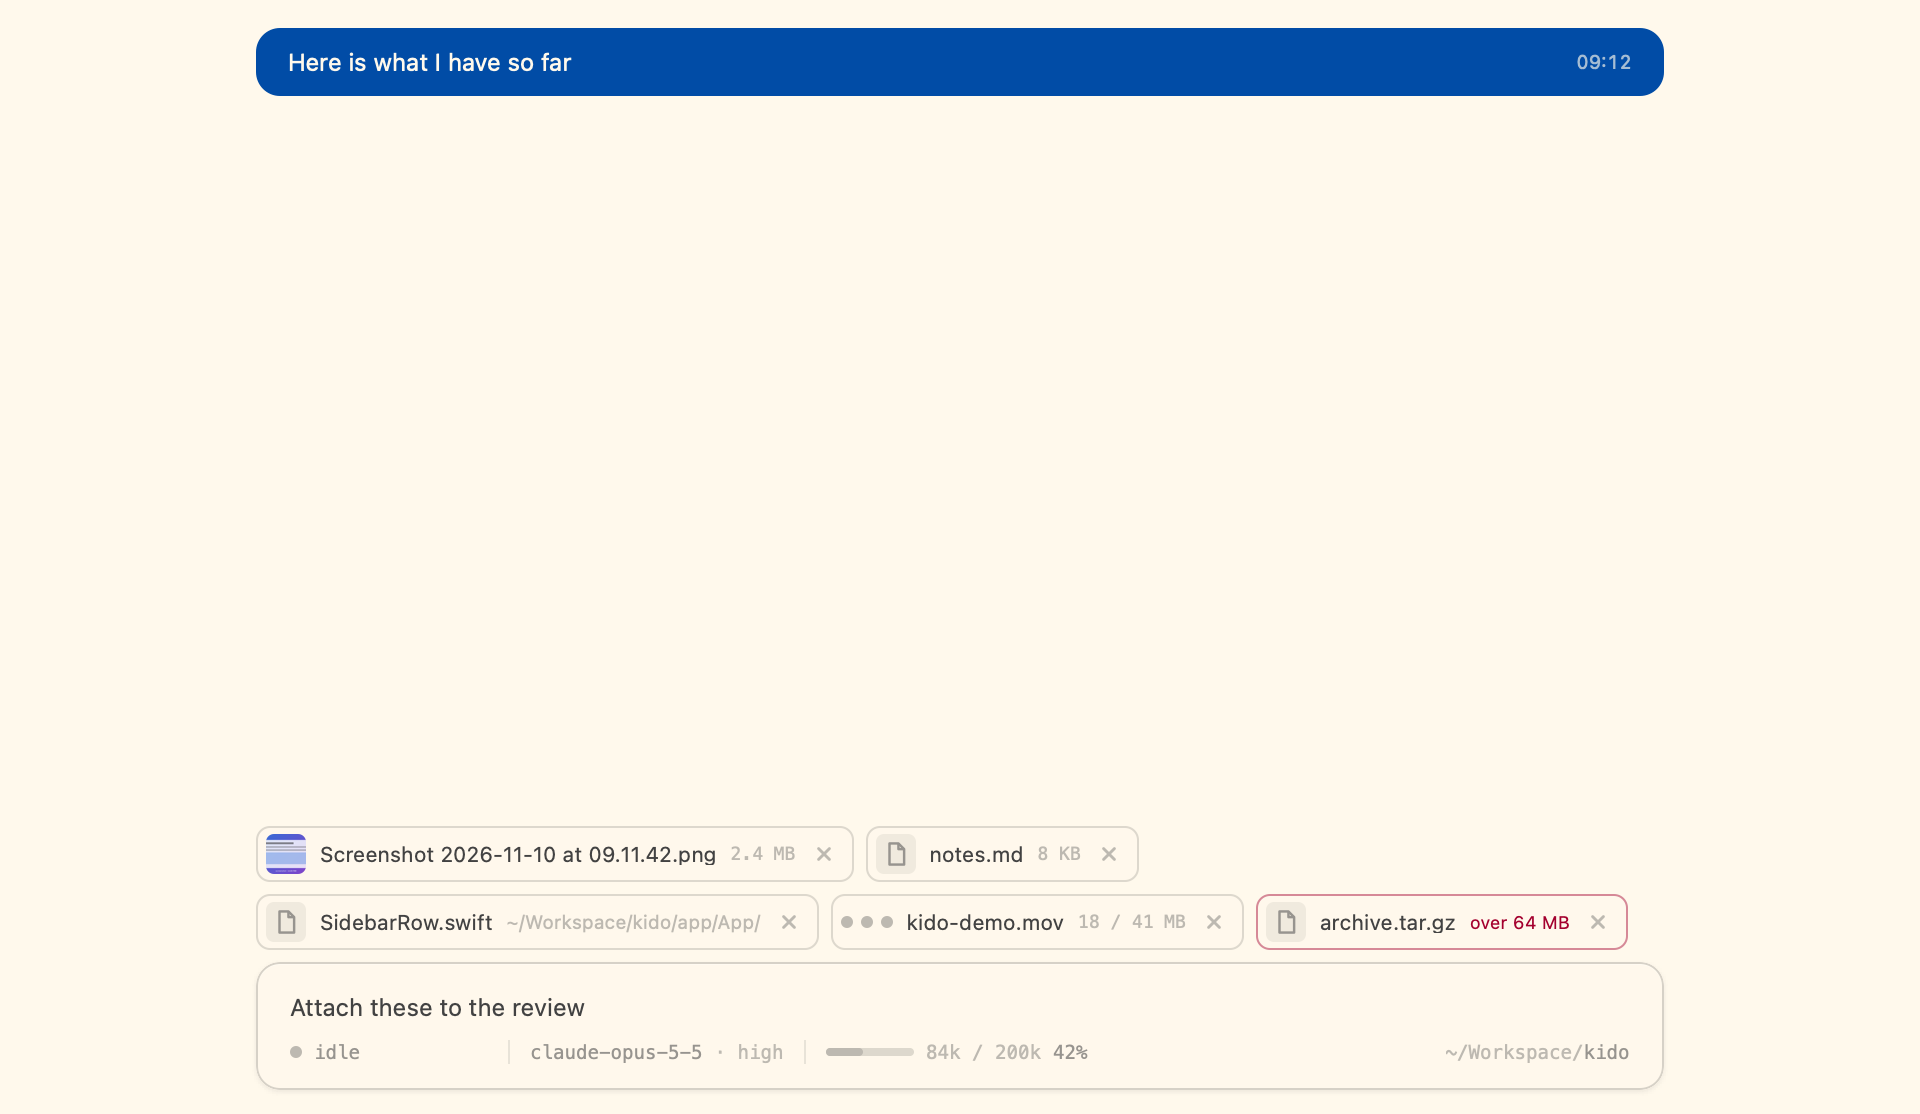 Here is what I have so far 09:12
Screenshot 2026-11-10 at 09.11.42.png 2.4 MB notes.md 8 KB
SidebarRow.swift ~/Workspace/kido/app/App/ kido-demo.mov 18 / 41 MB archive.tar.gz over 64 MB
Attach these to the review
idle claude-opus-5-5 · high 84k / 200k 42% ~/Workspace/kido